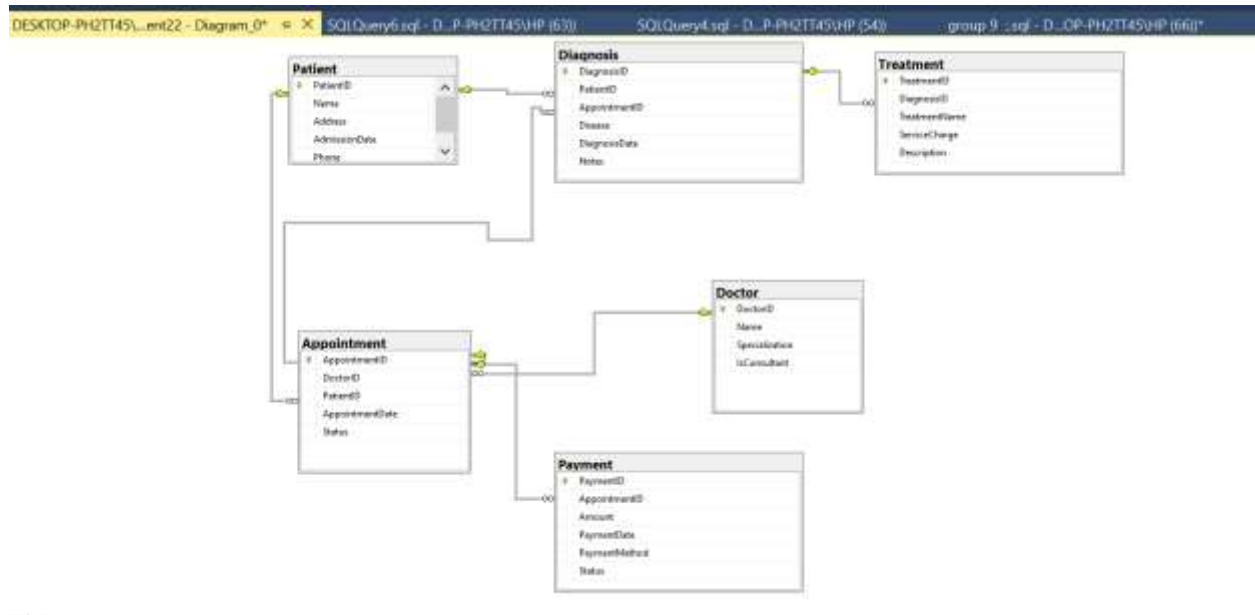 DESKTOP-PH2TT45\...ent22 - Diagram_0*
SQLQuery6.sql - D...P-PH2TT45\HP (63))
SQLQuery4.sql - D...P-PH2TT45\HP (54))
group 9 ...sql - D...OP-PH2TT45\HP (66))*
Patient
PatientID
Name
Address
AdmissionDate
Phone
Diagnosis
DiagnosisID
PatientID
AppointmentID
Disease
DiagnosisDate
Notes
Treatment
TreatmentID
DiagnosisID
TreatmentName
ServiceCharge
Description
Doctor
DoctorID
Name
Specialization
IsConsultant
Appointment
AppointmentID
DoctorID
PatientID
AppointmentDate
Status
Payment
PaymentID
AppointmentID
Amount
PaymentDate
PaymentMethod
Status